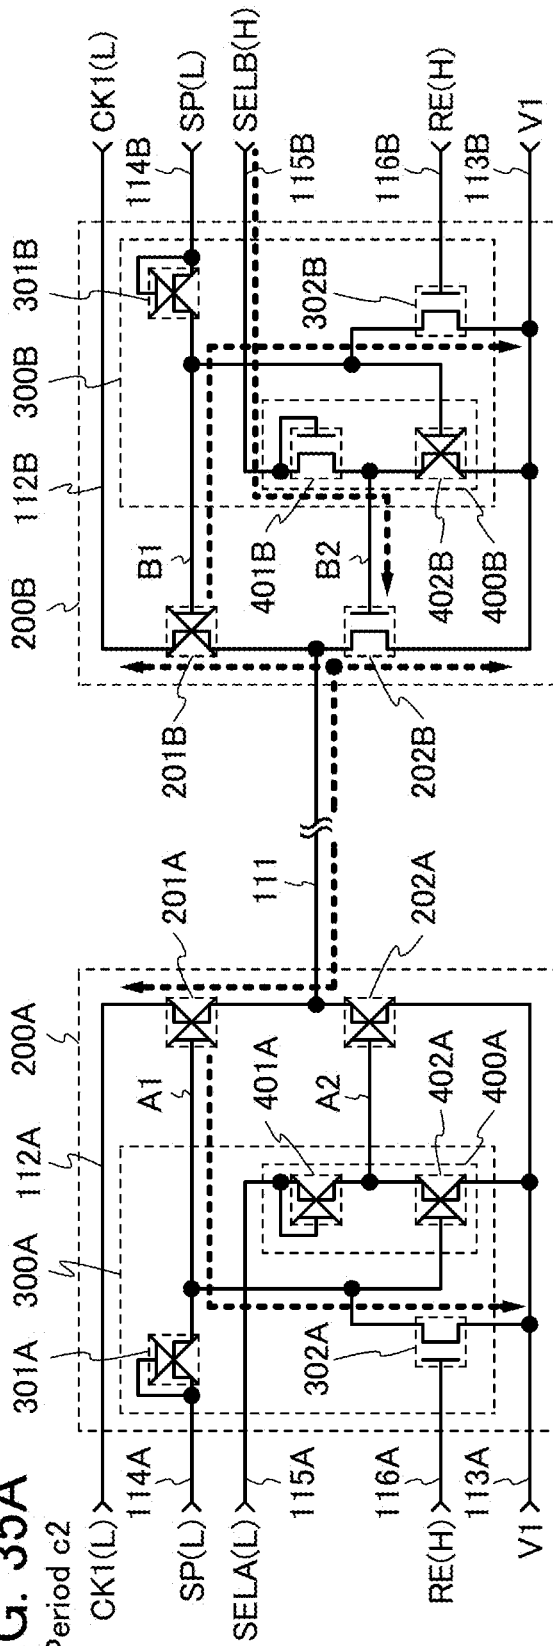 G. 35A
Period c2
CK1(L)
SP(L)
SELA(L)
RE(H)
V1
114A
115A
116A
113A
301A
300A
112A
200A
302A
A1
401A
A2
402A
400A
201A
111
202A
201B
202B
200B
112B
300B
301B
B1
401B
B2
402B
400B
302B
114B
115B
116B
113B
CK1(L)
SP(L)
SELB(H)
RE(H)
V1